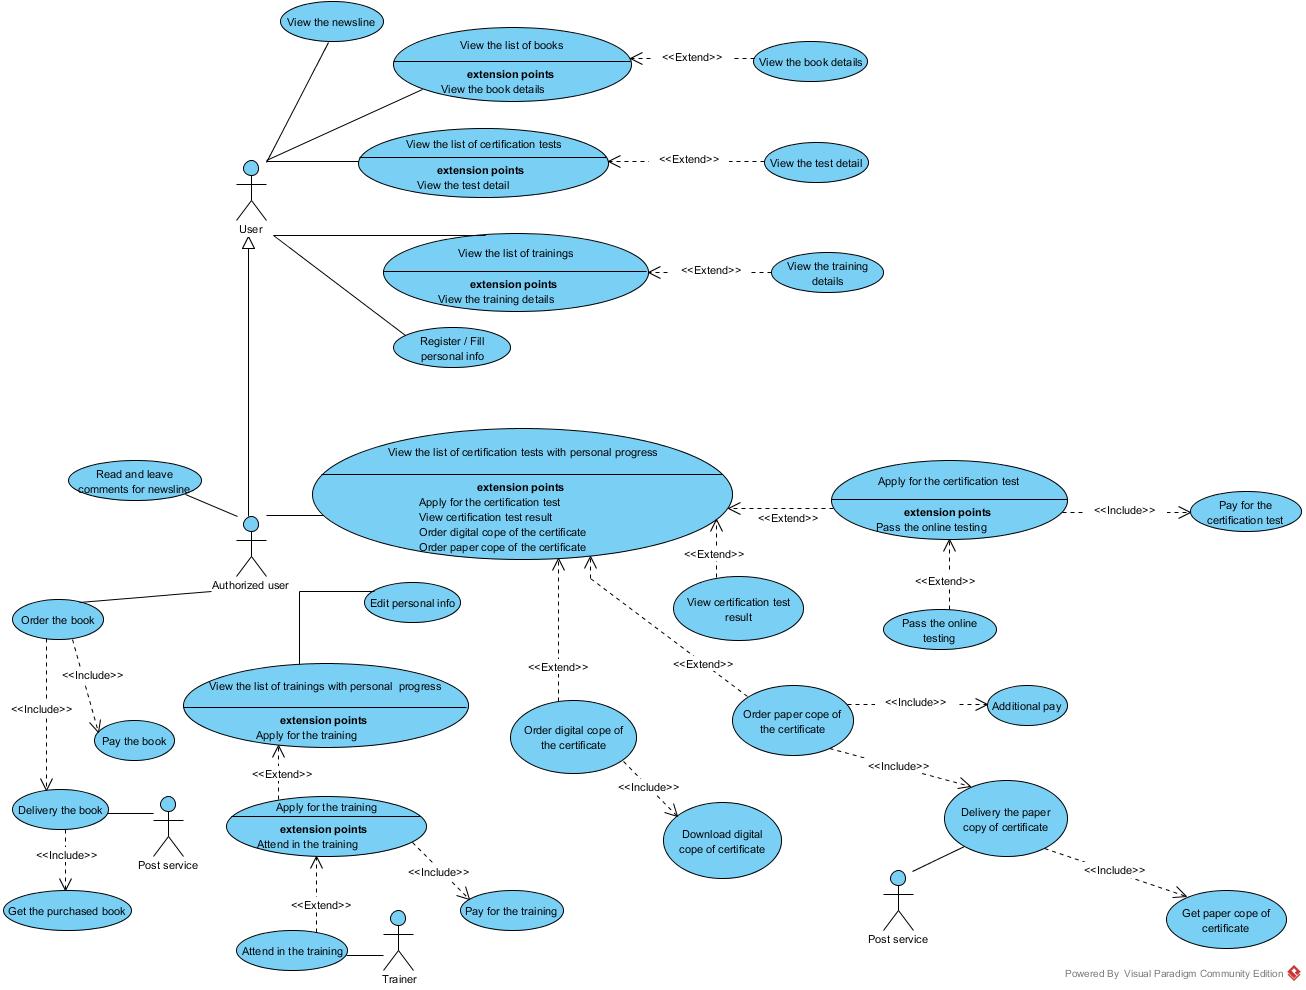 View the newsline
View the list of books
extension points
View the book details
<<Extend>>
View the book details
View the list of certification tests
extension points
View the test detail
<<Extend>>
View the test detail
User
View the list of trainings
extension points
View the training details
<<Extend>>
View the training
details
Register / Fill
personal info
Read and leave
comments for newsline
View the list of certification tests with personal progress
extension points
Apply for the certification test
View certification test result
Order digital cope of the certificate
Order paper cope of the certificate
<<Extend>>
Apply for the certification test
extension points
Pass the online testing
<<Include>>
Pay for the
certification test
Authorized user
<<Extend>>
<<Extend>>
Edit personal info
View certification test
result
Pass the online
testing
Order the book
<<Include>>
<<Include>>
Pay the book
View the list of trainings with personal  progress
extension points
Apply for the training
<<Extend>>
<<Extend>>
Order digital cope of
the certificate
Order paper cope of
the certificate
<<Include>>
Additional pay
<<Extend>>
<<Include>>
<<Include>>
Delivery the book
Post service
Apply for the training
extension points
Attend in the training
Download digital
cope of certificate
Delivery the paper
copy of certificate
<<Include>>
<<Include>>
<<Include>>
Get the purchased book
<<Extend>>
Pay for the training
Get paper cope of
certificate
Post service
Attend in the training
Trainer
Powered By  Visual Paradigm Community Edition